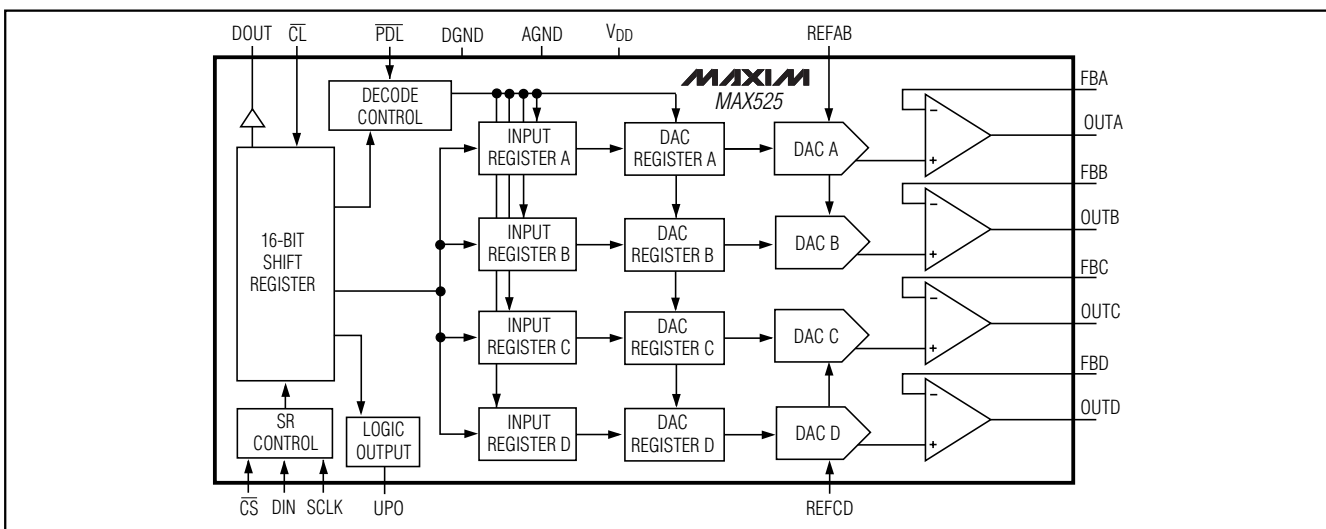 DOUT
CL
PDL
DGND
AGND
VDD
REFAB
MAXIM
MAX525
FBA
DECODE
CONTROL
INPUT
REGISTER A
DAC
REGISTER A
DAC A
−
+
OUTA
FBB
16-BIT
SHIFT
REGISTER
INPUT
REGISTER B
DAC
REGISTER B
DAC B
−
+
OUTB
FBC
INPUT
REGISTER C
DAC
REGISTER C
DAC C
−
+
OUTC
FBD
SR
CONTROL
LOGIC
OUTPUT
INPUT
REGISTER D
DAC
REGISTER D
DAC D
−
+
OUTD
CS
DIN
SCLK
UPO
REFCD